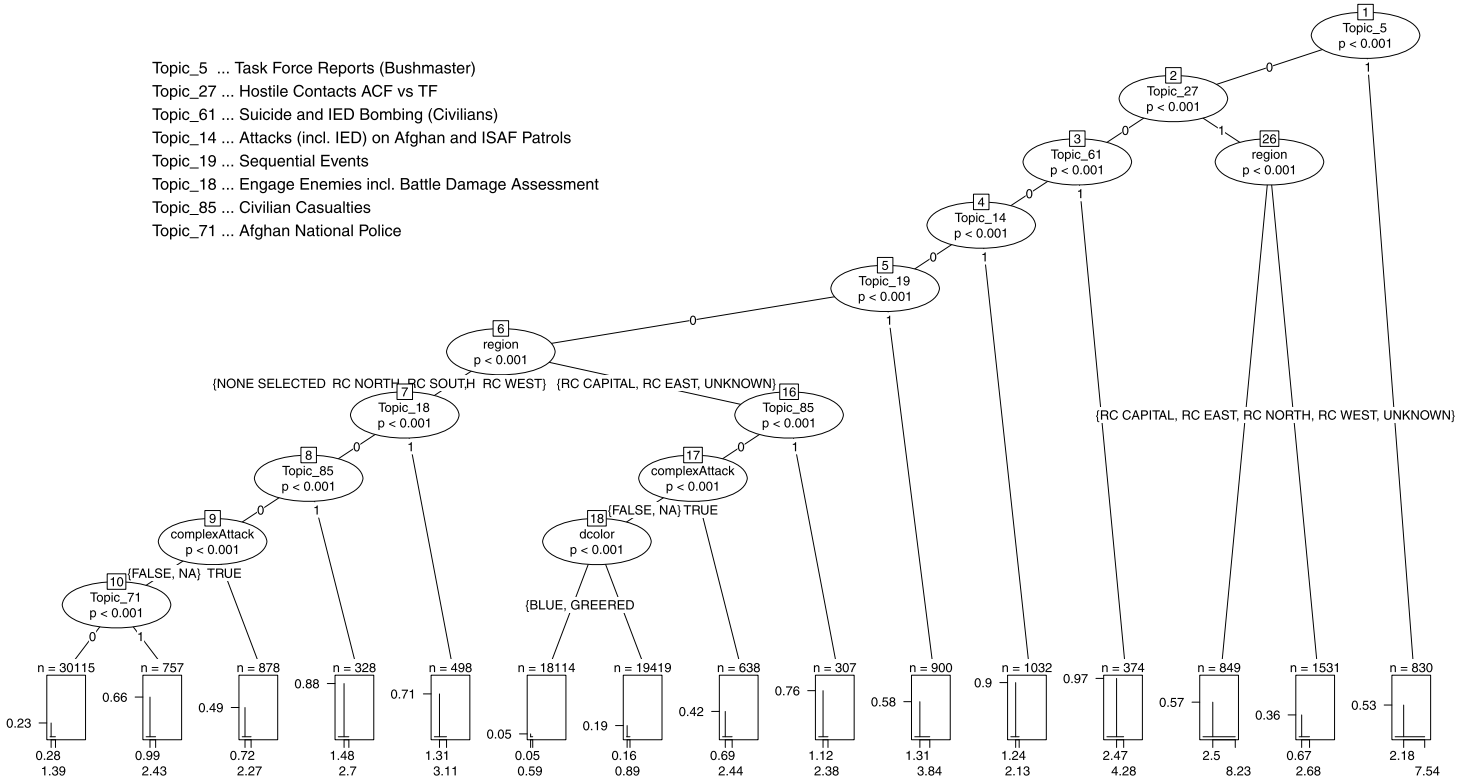 1
Topic_5
p < 0.001
0
1
2
Topic_27
p < 0.001
0
1
3
Topic_61
p < 0.001
0
1
26
region
p < 0.001
4
Topic_14
p < 0.001
0
1
5
Topic_19
p < 0.001
0
1
Topic_5 ... Task Force Reports (Bushmaster)
Topic_27 ... Hostile Contacts ACF vs TF
Topic_61 ... Suicide and IED Bombing (Civilians)
Topic_14 ... Attacks (incl. IED) on Afghan and ISAF Patrols
Topic_19 ... Sequential Events
Topic_18 ... Engage Enemies incl. Battle Damage Assessment
Topic_85 ... Civilian Casualties
Topic_71 ... Afghan National Police
6
region
p < 0.001
{NONE SELECTED RC NORTH, RC SOUTH RC WEST} {RC CAPITAL, RC EAST, UNKNOWN}
{RC CAPITAL, RC EAST, RC NORTH, RC WEST, UNKNOWN}
7
Topic_18
p < 0.001
0
1
16
Topic_85
p < 0.001
0
1
8
Topic_85
p < 0.001
0
1
17
complexAttack
p < 0.001
{FALSE, NA} TRUE
9
complexAttack
p < 0.001
{FALSE, NA} TRUE
18
dcolor
p < 0.001
{BLUE, GREERED
10
Topic_71
p < 0.001
0
1
n = 30115 n = 757 n = 878 n = 328 n = 498 n = 18114 n = 19419 n = 638 n = 307 n = 900 n = 1032 n = 374 n = 849 n = 1531 n = 830
0.23 0.66 0.49 0.88 0.71 0.05 0.19 0.42 0.76 0.58 0.9 0.97 0.57 0.36 0.53
0.28 0.99 0.72 1.48 1.31 0.05 0.16 0.69 1.12 1.31 1.24 2.47 2.5 0.67 2.18
1.39 2.43 2.27 2.7 3.11 0.59 0.89 2.44 2.38 3.84 2.13 4.28 8.23 2.68 7.54